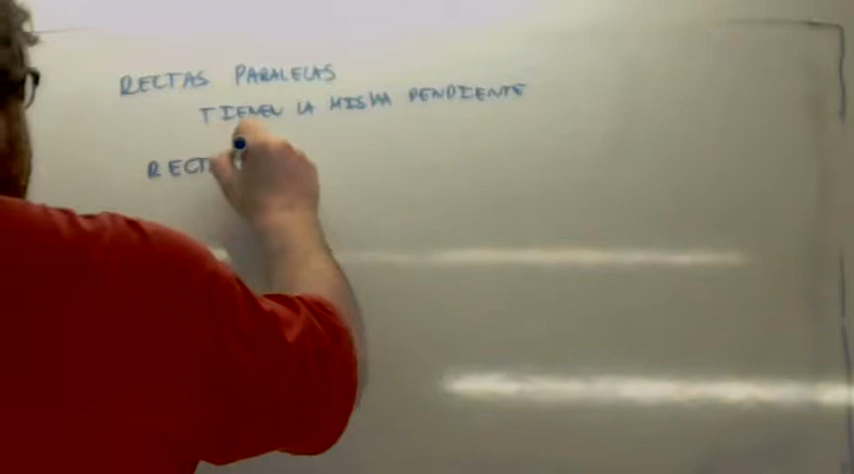 RECTAS PARALELAS
TIENEN LA MISMA PENDIENTE
RECT